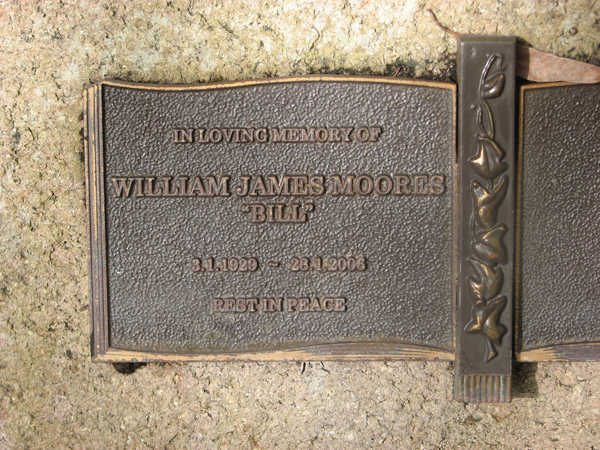 IN LOVING MEMORY OF
WILLIAM JAMES MOORES
"BILL"
3.1.1929 ~ 28.1.2006
REST IN PEACE